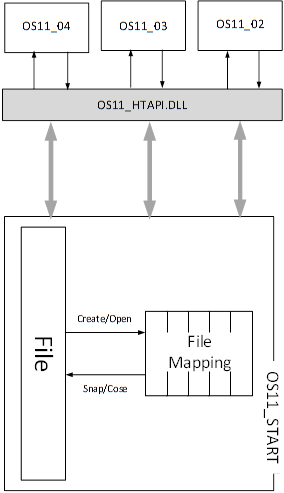 OS11_04
OS11_03
OS11_02
OS11_HTAPI.DLL
Create/Open
File
File
Mapping
Snap/Cose
OS11_START